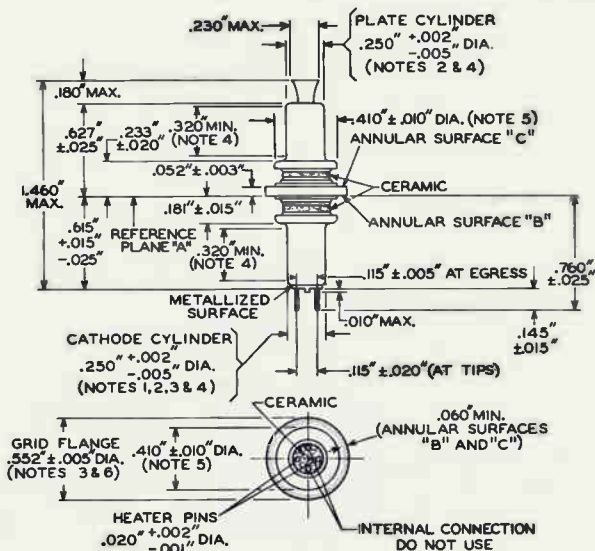 .230" MAX.
PLATE CYLINDER
.250" +.002" -.005" DIA.
(NOTES 2 & 4)
.180" MAX.
.627" ±.025"
.233" ±.020"
.320" MIN.
(NOTE 4)
.410" ±.010" DIA. (NOTE 5)
ANNULAR SURFACE "C"
.052" ±.003"
CERAMIC
1.460" MAX.
.181" ±.015"
ANNULAR SURFACE "B"
.615" +.015" -.025"
REFERENCE
PLANE "A"
.320" MIN.
(NOTE 4)
.115" ±.005" AT EGRESS
.760" ±.025"
METALLIZED
SURFACE
.010" MAX.
.145" ±.015"
CATHODE CYLINDER
.250" +.002" -.005" DIA.
(NOTES 1,2,3 & 4)
.115" ±.020" (AT TIPS)
CERAMIC
.060" MIN.
(ANNULAR SURFACES
"B" AND "C")
GRID FLANGE
.552" ±.005" DIA.
(NOTES 3 & 6)
.410" ±.010" DIA.
(NOTE 5)
HEATER PINS
.020" +.002" -.001" DIA.
INTERNAL CONNECTION
DO NOT USE